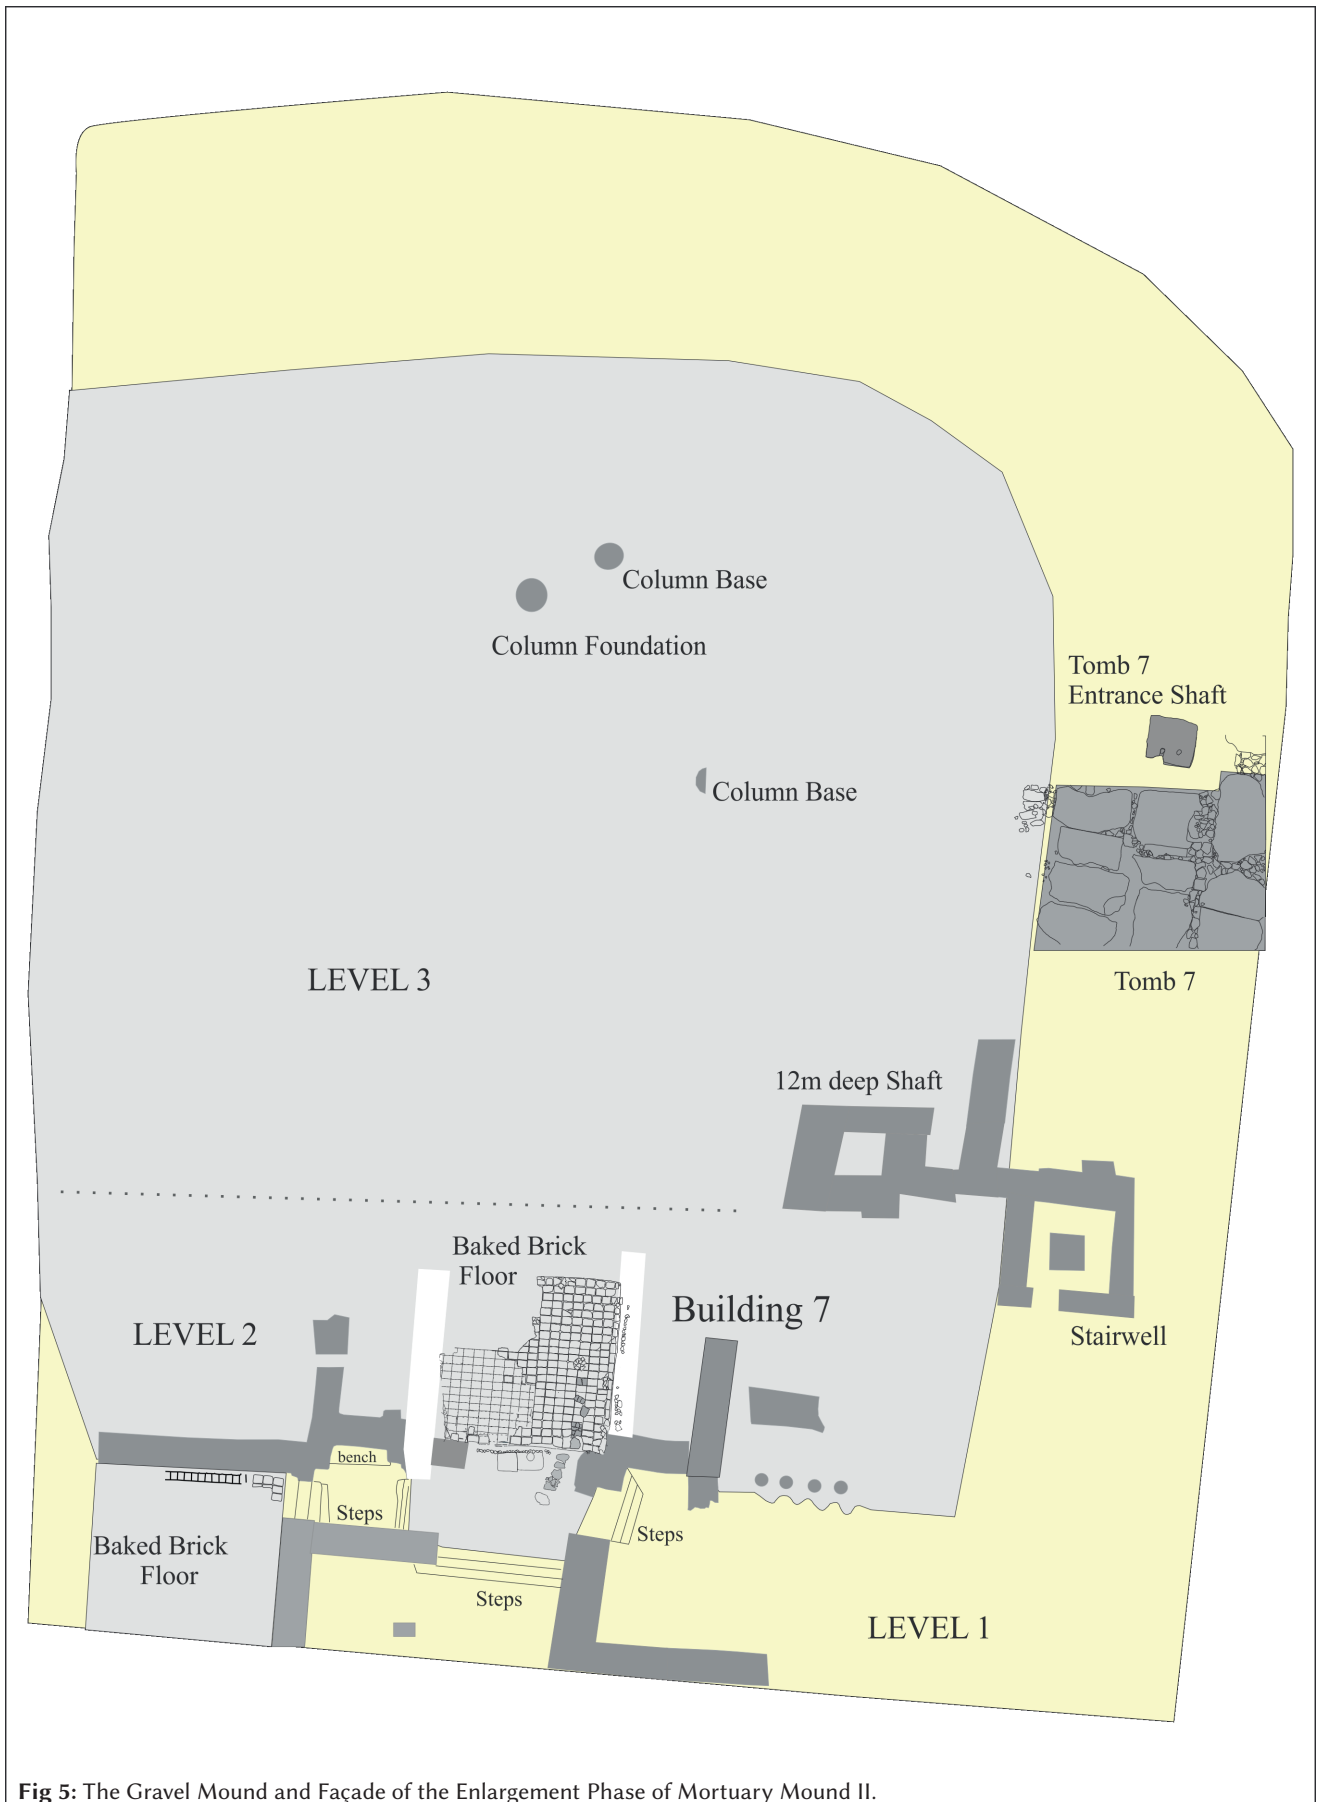 Column Base
Column Foundation
Tomb 7
Entrance Shaft
Column Base
LEVEL 3
Tomb 7
12m deep Shaft
Baked Brick
Floor
Building 7
LEVEL 2
Stairwell
bench
Steps
Steps
Baked Brick
Floor
Steps
LEVEL 1
Fig 5: The Gravel Mound and Façade of the Enlargement Phase of Mortuary Mound II.